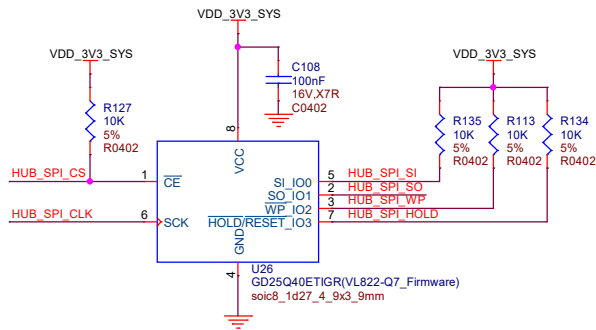 VDD_3V3_SYS
VDD_3V3_SYS
VDD_3V3_SYS
C108
100nF
16V,X7R
C0402
R127
10K
5%
R0402
R135
10K
5%
R0402
R113
10K
5%
R0402
R134
10K
5%
R0402
8
VCC
HUB_SPI_CS
1
CE
SI_IO0
5
HUB_SPI_SI
SO_IO1
2
HUB_SPI_SO
WP_IO2
3
HUB_SPI_WP
HUB_SPI_CLK
6
SCK
HOLD/RESET_IO3
7
HUB_SPI_HOLD
GND
4
U26
GD25Q40ETIGR(VL822-Q7_Firmware)
soic8_1d27_4_9x3_9mm